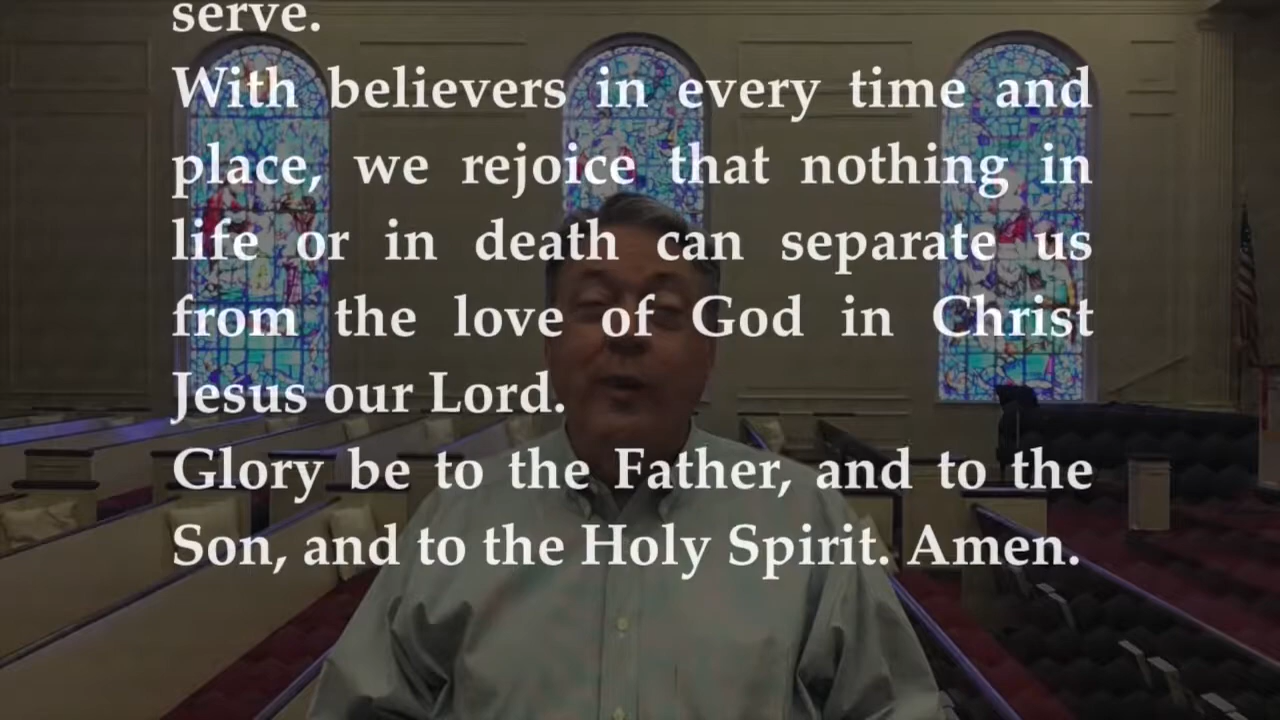 serve.
With believers in every time and
place, we rejoice that nothing in
life or in death can separate us
from the love of God in Christ
Jesus our Lord.
Glory be to the Father, and to the
Son, and to the Holy Spirit. Amen.